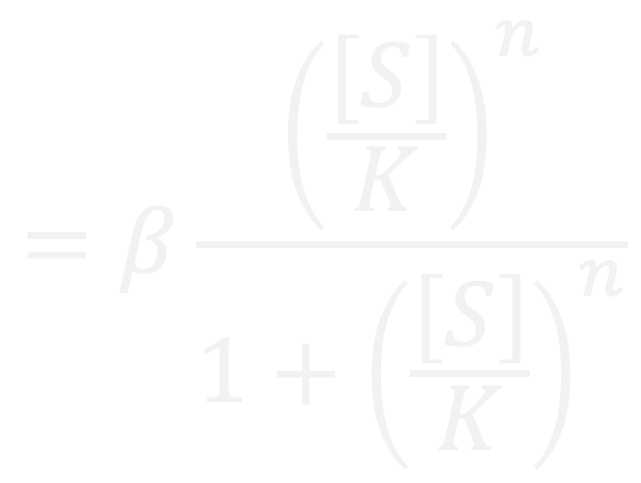 = β ([S]/K)^n / (1 + ([S]/K)^n)